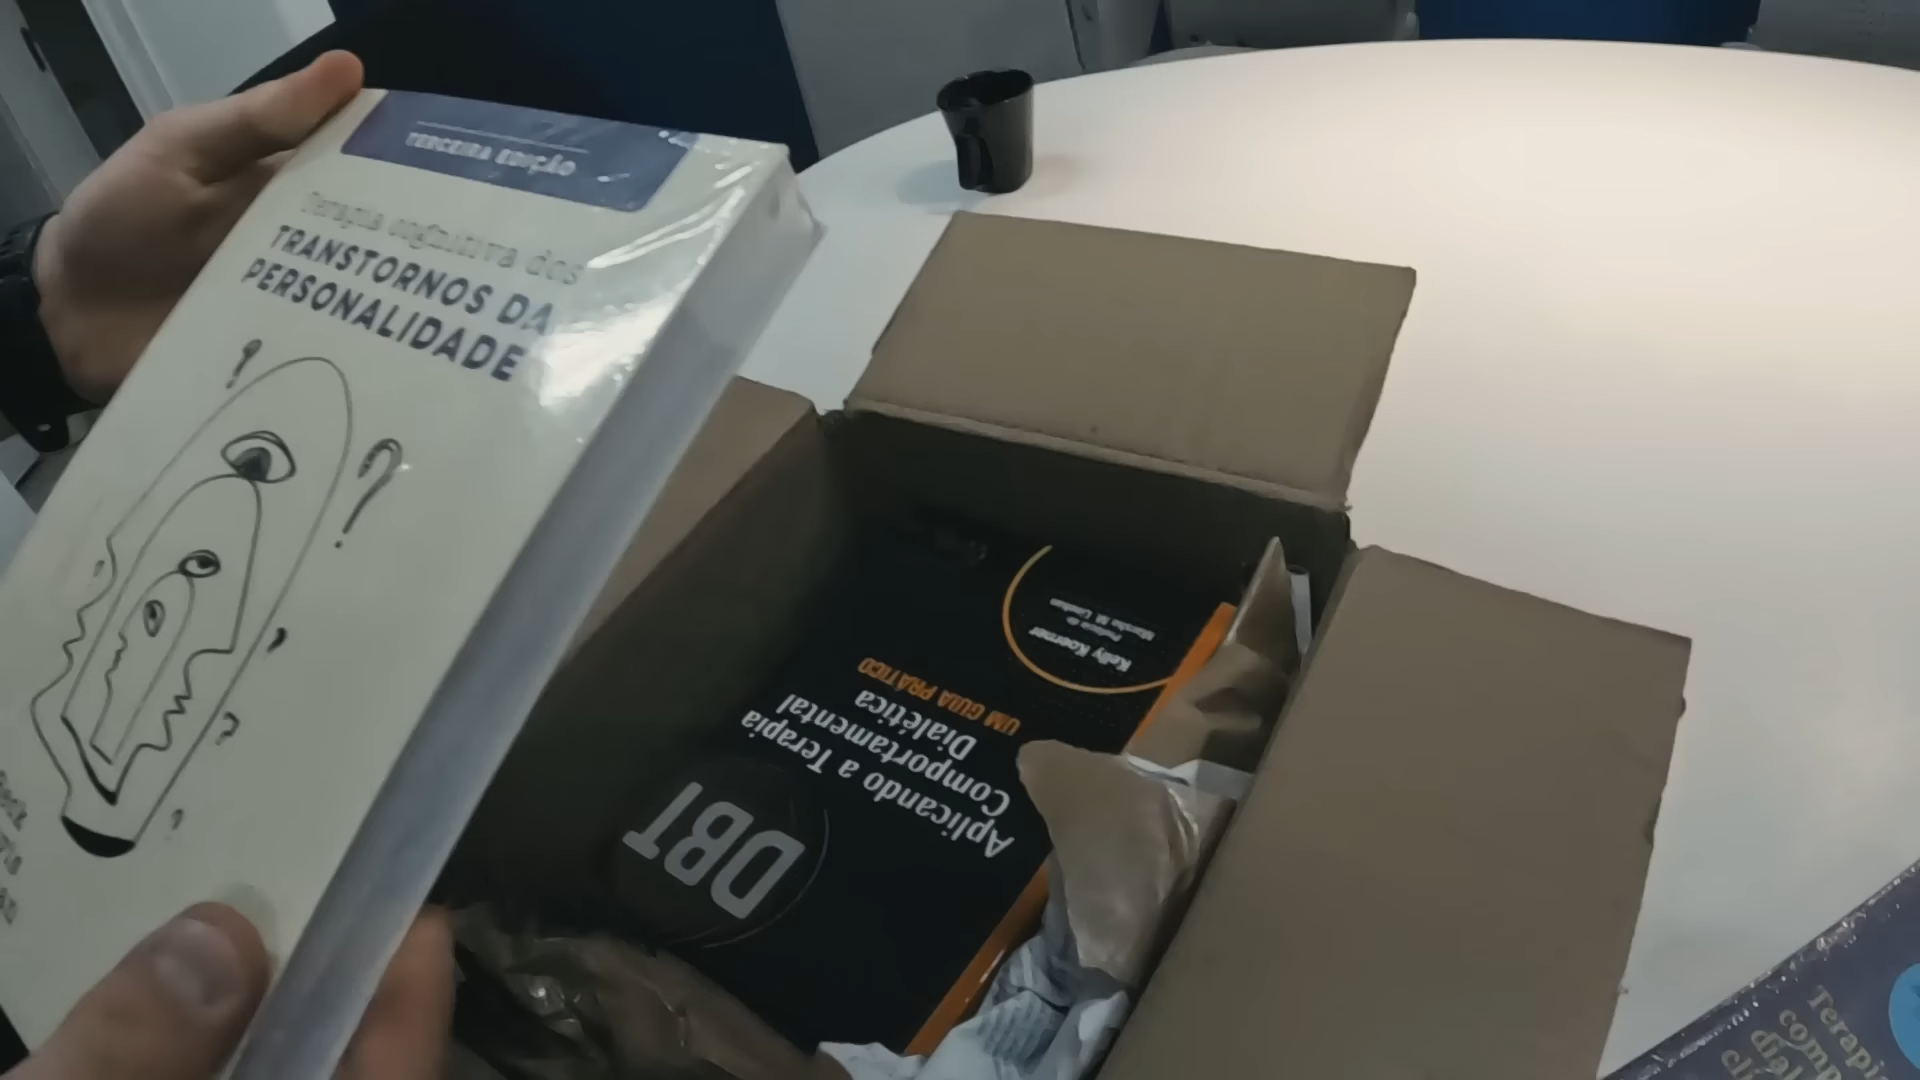 TERCEIRA EDIÇÃO
Terapia cognitiva dos
TRANSTORNOS DA
PERSONALIDADE
DBT
Aplicando a Terapia
Comportamental
Dialética
UM GUIA PRÁTICO
Kelly Koerner
Prefácio de
Marsha M. Linehan